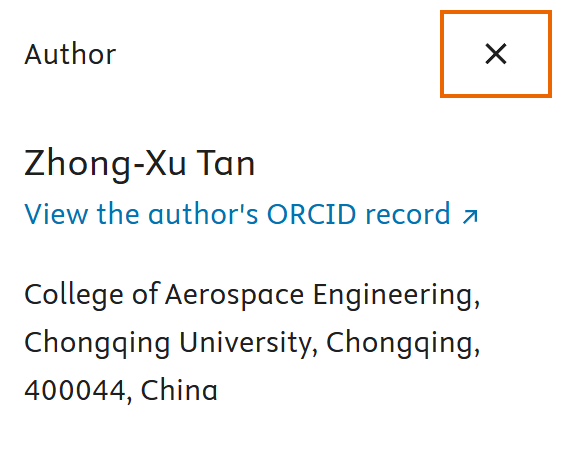 Author
Zhong-Xu Tan
View the author's ORCID record ↗
College of Aerospace Engineering,
Chongqing University, Chongqing,
400044, China